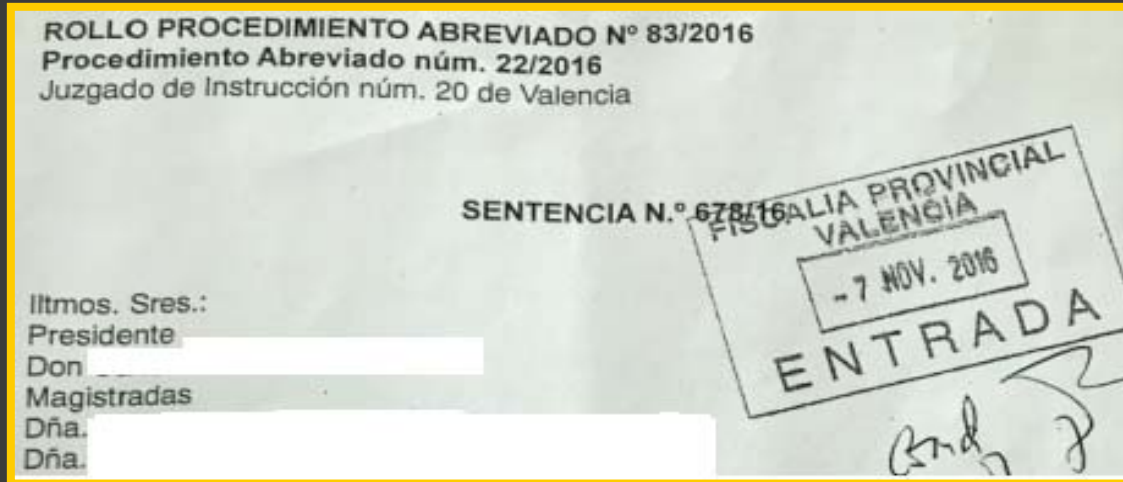 ROLLO PROCEDIMIENTO ABREVIADO Nº 83/2016
Procedimiento Abreviado núm. 22/2016
Juzgado de Instrucción núm. 20 de Valencia
SENTENCIA N.º 678/16
FISCALIA PROVINCIAL
VALENCIA
- 7 NOV. 2016
ENTRADA
Iltmos. Sres.:
Presidente
Don
Magistradas
Dña.
Dña.